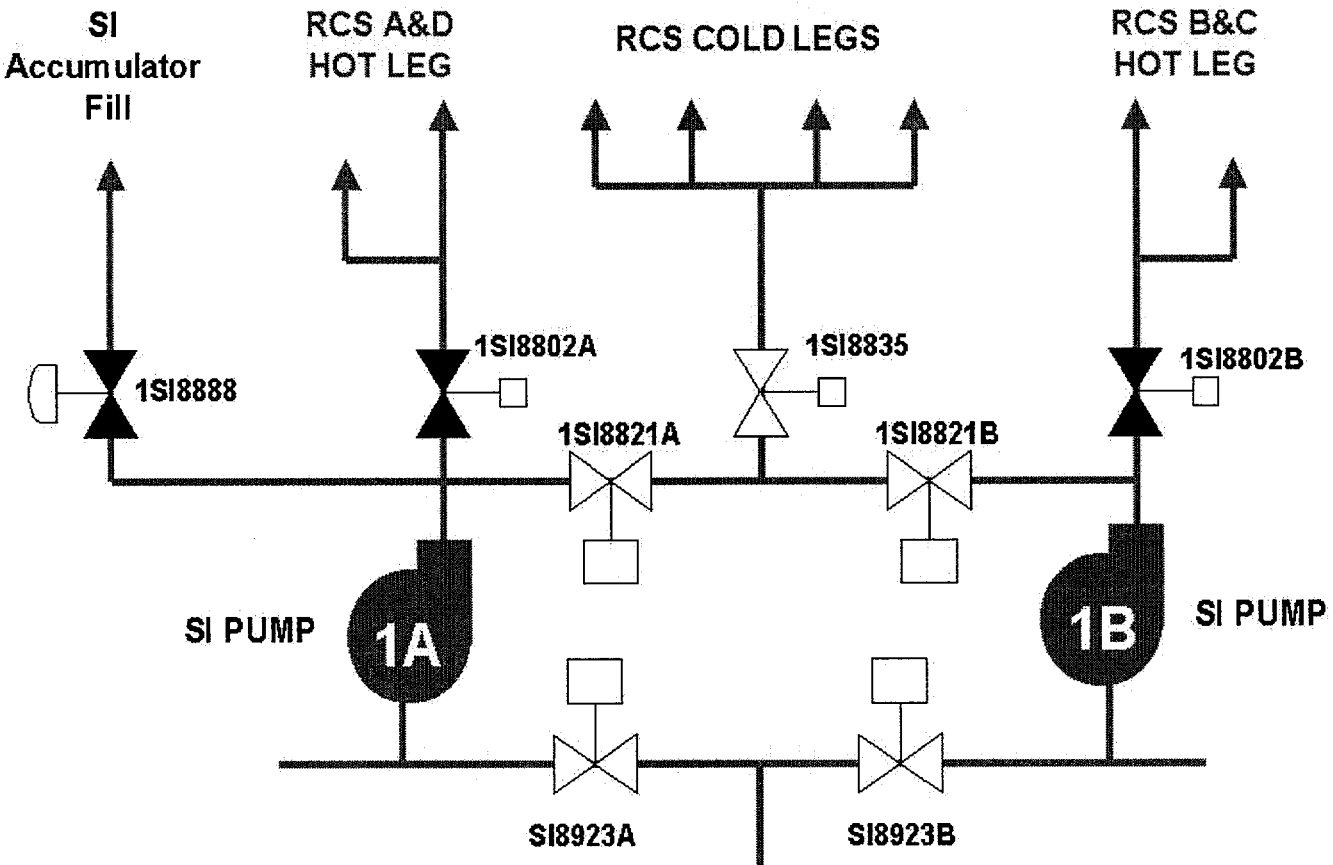 SI
Accumulator
Fill
RCS A&D
HOT LEG
RCS COLD LEGS
RCS B&C
HOT LEG
1SI8888
1SI8802A
1SI8835
1SI8802B
1SI8821A
1SI8821B
SI PUMP
1A
1B
SI PUMP
SI8923A
SI8923B